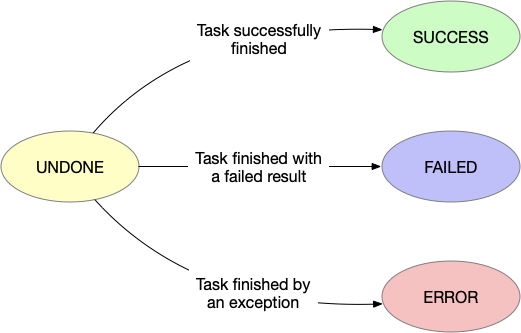 Task successfully
finished
SUCCESS
UNDONE
Task finished with
a failed result
FAILED
Task finished by
an exception
ERROR